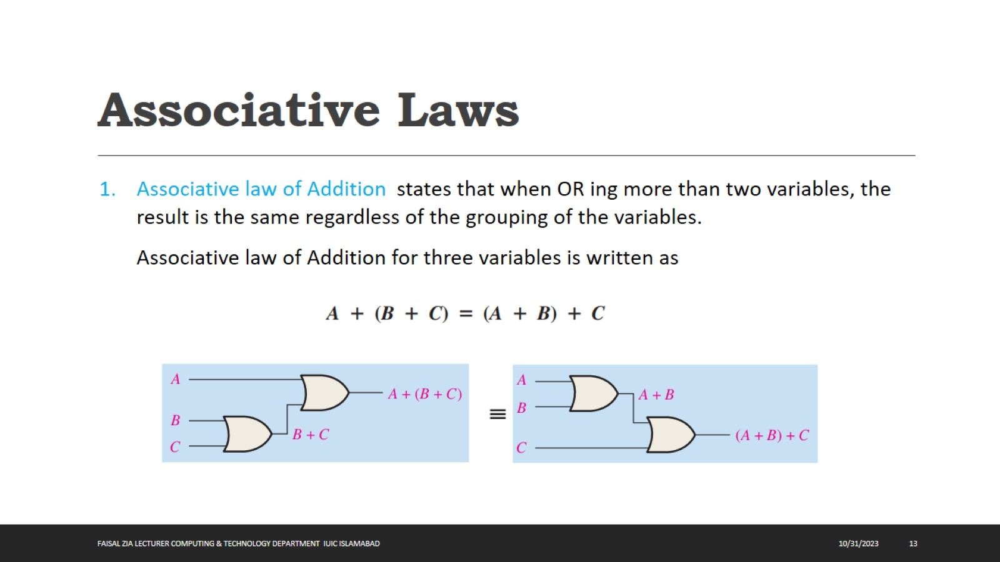 Associative Laws
1. Associative law of Addition states that when OR ing more than two variables, the
result is the same regardless of the grouping of the variables.
Associative law of Addition for three variables is written as
A + (B + C) = (A + B) + C
A
A + (B + C)
B
B + C
C
≡
A
A + B
B
(A + B) + C
C
FAISAL ZIA LECTURER COMPUTING & TECHNOLOGY DEPARTMENT IUIC ISLAMABAD
10/31/2023
13